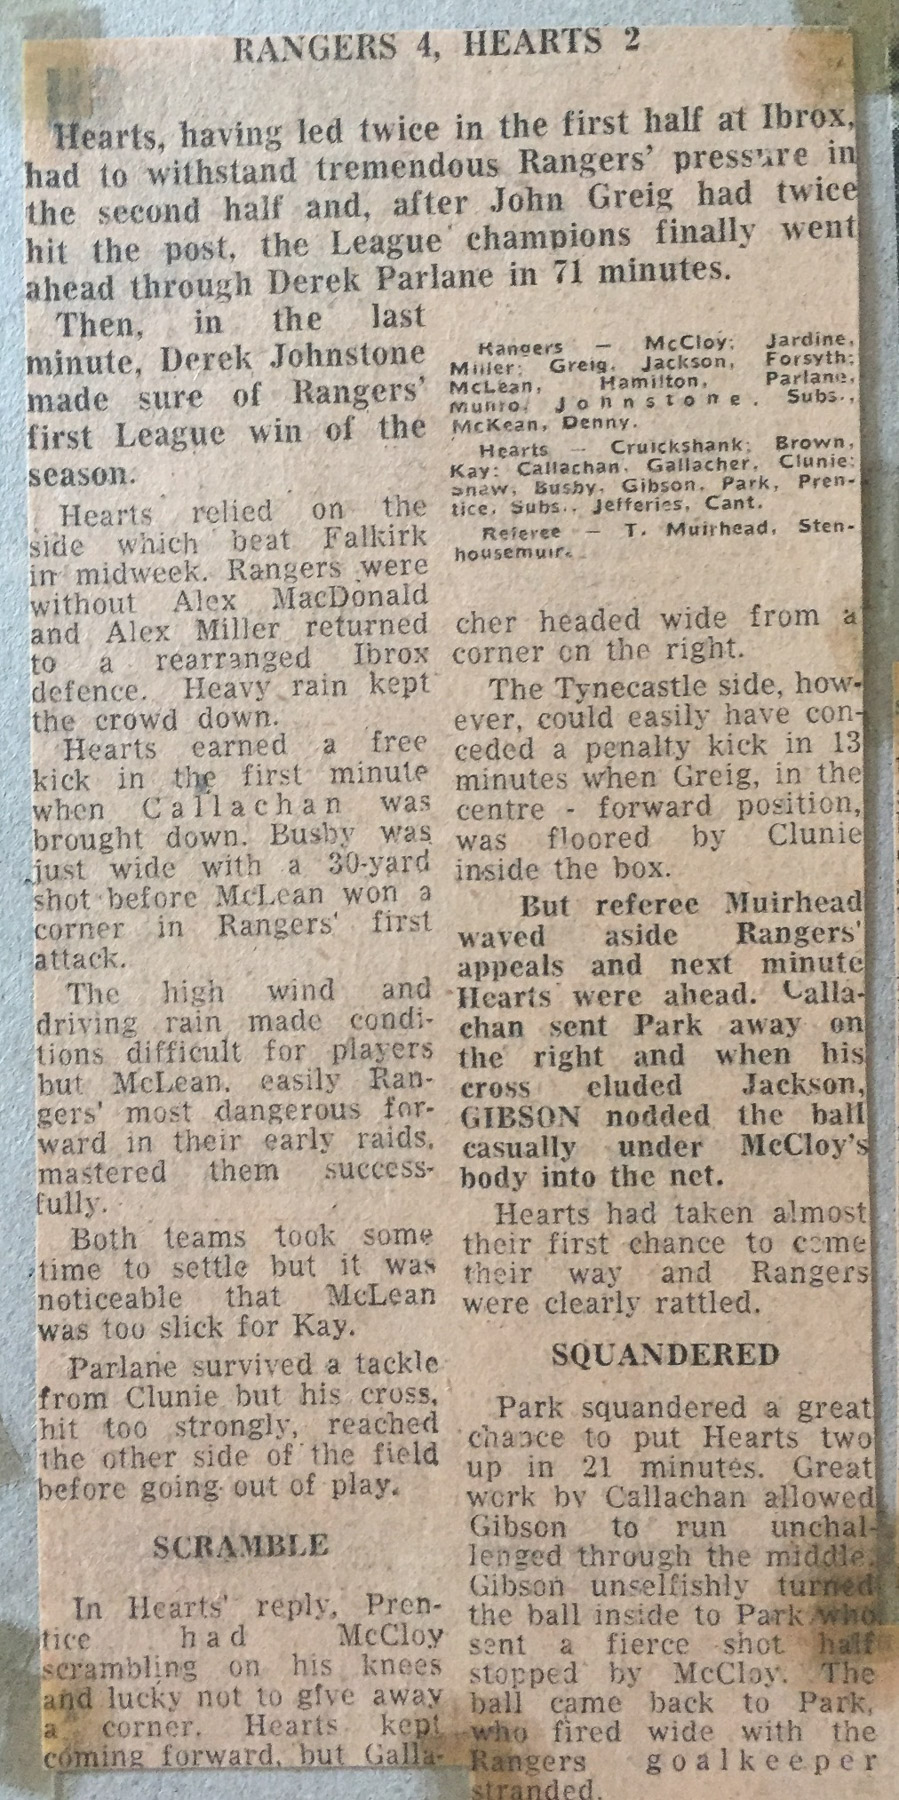 RANGERS 4, HEARTS 2
Hearts, having led twice in the first half at Ibrox,
had to withstand tremendous Rangers' pressure in
the second half and, after John Greig had twice
hit the post, the League champions finally went
ahead through Derek Parlane in 71 minutes.
Then, in the last
minute, Derek Johnstone
made sure of Rangers'
first League win of the
season.
Hearts relied on the
side which beat Falkirk
in midweek. Rangers were
without Alex MacDonald
and Alex Miller returned
to a rearranged Ibrox
defence. Heavy rain kept
the crowd down.
Hearts earned a free
kick in the first minute
when Callachan was
brought down. Busby was
just wide with a 30-yard
shot before McLean won a
corner in Rangers' first
attack.
The high wind and
driving rain made condi-
tions difficult for players
but McLean, easily Ran-
gers' most dangerous for-
ward in their early raids,
mastered them success-
fully.
Both teams took some
time to settle but it was
noticeable that McLean
was too slick for Kay.
Parlane survived a tackle
from Clunie but his cross,
hit too strongly, reached
the other side of the field
before going out of play.
SCRAMBLE
In Hearts' reply, Pren-
tice had McCloy
scrambling on his knees
and lucky not to give away
a corner. Hearts kept
coming forward, but Galla-
Rangers — McCloy; Jardine,
Miller; Greig, Jackson, Forsyth;
McLean, Hamilton, Parlane,
Munro, Johnstone. Subs.,
McKean, Denny.
Hearts — Cruickshank; Brown,
Kay; Callachan, Gallacher, Clunie;
Shaw, Busby, Gibson, Park, Pren-
tice, Subs., Jefferies, Cant.
Referee — T. Muirhead, Sten-
housemuir.
cher headed wide from a
corner on the right.
The Tynecastle side, how-
ever, could easily have con-
ceded a penalty kick in 13
minutes when Greig, in the
centre - forward position,
was floored by Clunie
inside the box.
But referee Muirhead
waved aside Rangers'
appeals and next minute
Hearts were ahead. Calla-
chan sent Park away on
the right and when his
cross eluded Jackson,
GIBSON nodded the ball
casually under McCloy's
body into the net.
Hearts had taken almost
their first chance to come
their way and Rangers
were clearly rattled.
SQUANDERED
Park squandered a great
chance to put Hearts two
up in 21 minutes. Great
work by Callachan allowed
Gibson to run unchal-
lenged through the middle.
Gibson unselfishly turned
the ball inside to Park who
sent a fierce shot half
stopped by McCloy. The
ball came back to Park,
who fired wide with the
Rangers goalkeeper
stranded.